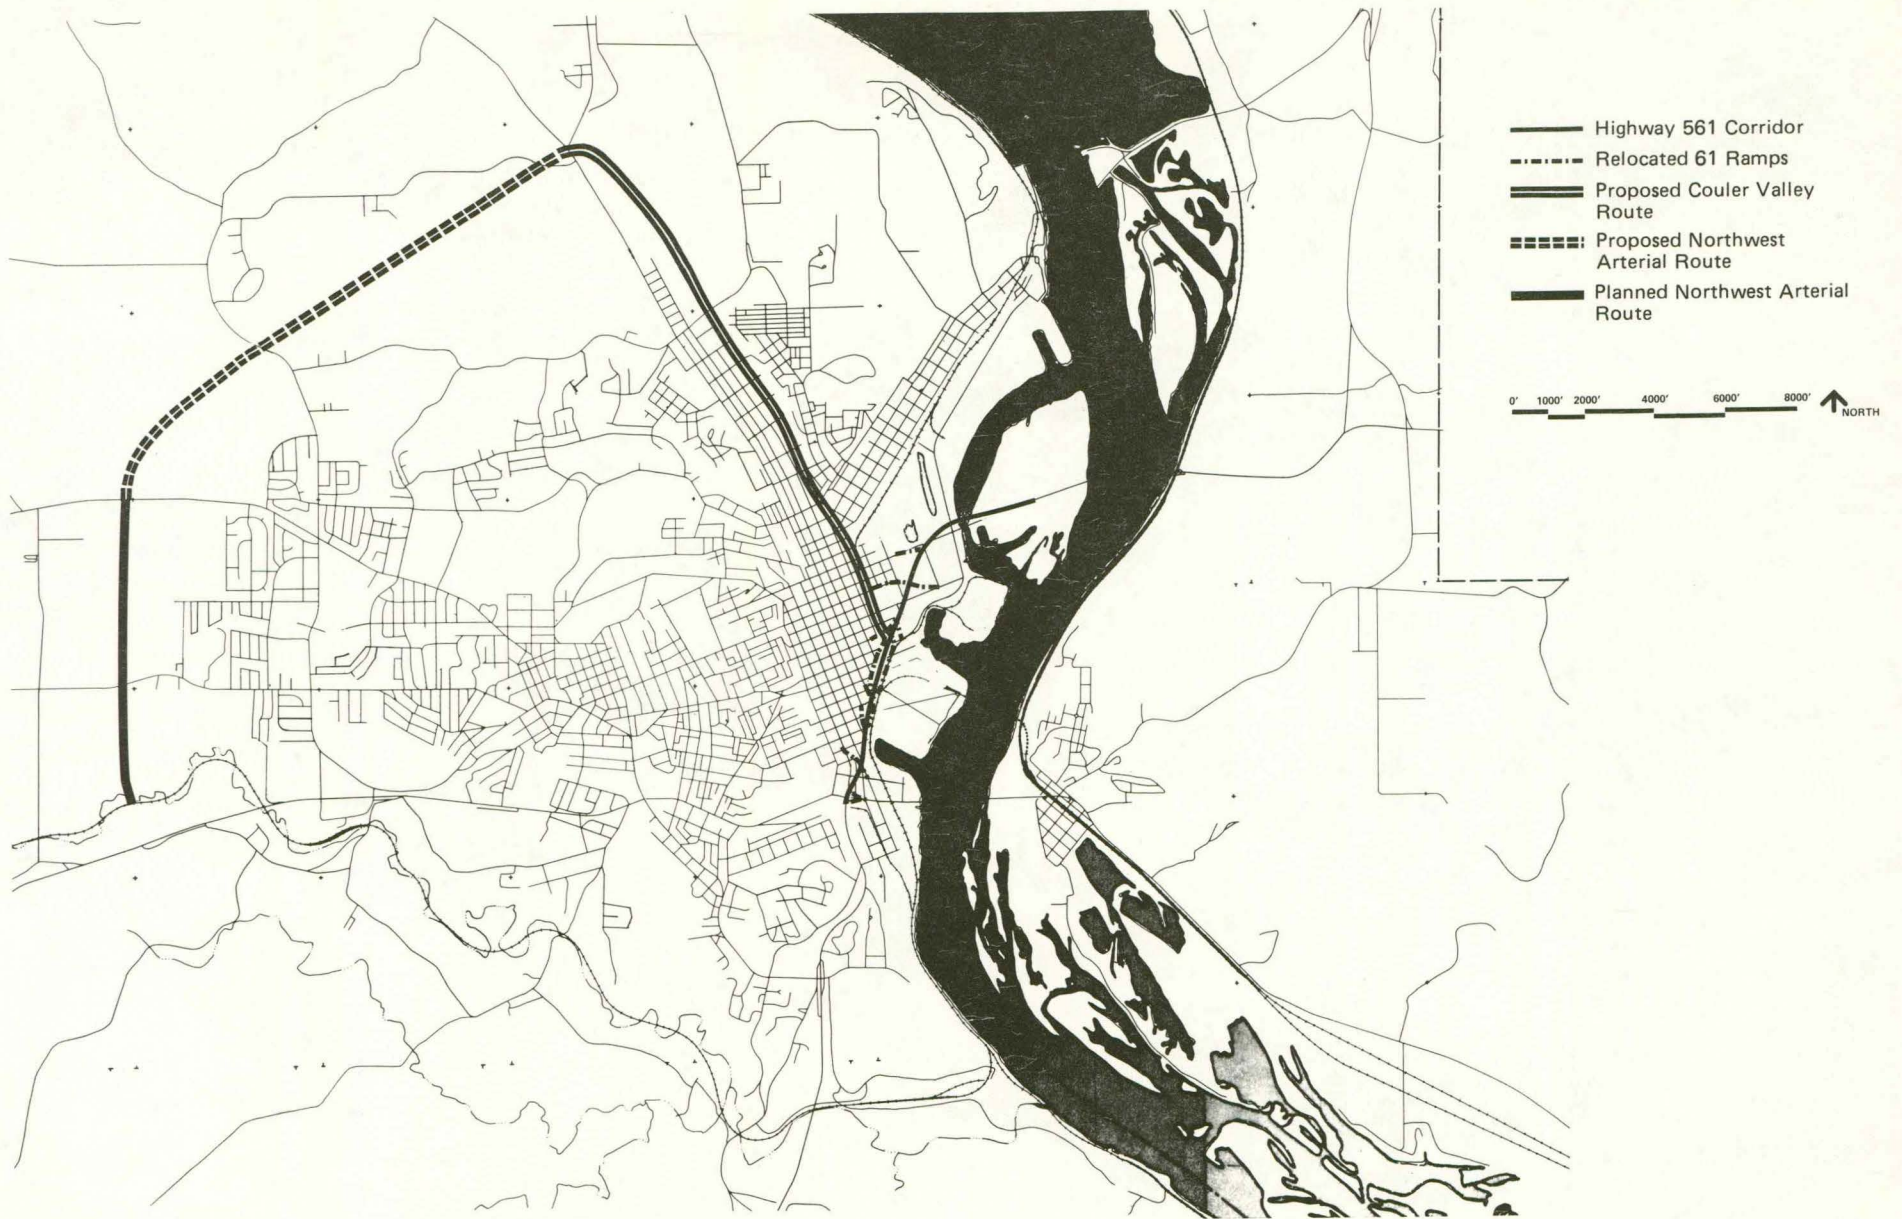 Highway 561 Corridor
Relocated 61 Ramps
Proposed Couler Valley
Route
Proposed Northwest
Arterial Route
Planned Northwest Arterial
Route
0' 1000' 2000' 4000' 6000' 8000'
NORTH